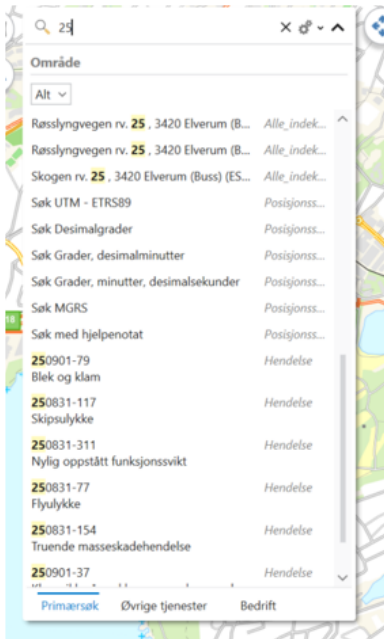 25
Område
Alt
Røsslyngvegen rv. 25 , 3420 Elverum (B... Alle_indek...
Røsslyngvegen rv. 25 , 3420 Elverum (B... Alle_indek...
Skogen rv. 25 , 3420 Elverum (Buss) (ES... Alle_indek...
Søk UTM - ETRS89 Posisjonss...
Søk Desimalgrader Posisjonss...
Søk Grader, desimalminutter Posisjonss...
Søk Grader, minutter, desimalsekunder Posisjonss...
Søk MGRS Posisjonss...
Søk med hjelpenotat Posisjonss...
250901-79 Hendelse
Blek og klam
250831-117 Hendelse
Skipsulykke
250831-311 Hendelse
Nylig oppstått funksjonssvikt
250831-77 Hendelse
Flyulykke
250831-154 Hendelse
Truende masseskadehendelse
250901-37 Hendelse
Primærsøk Øvrige tjenester Bedrift